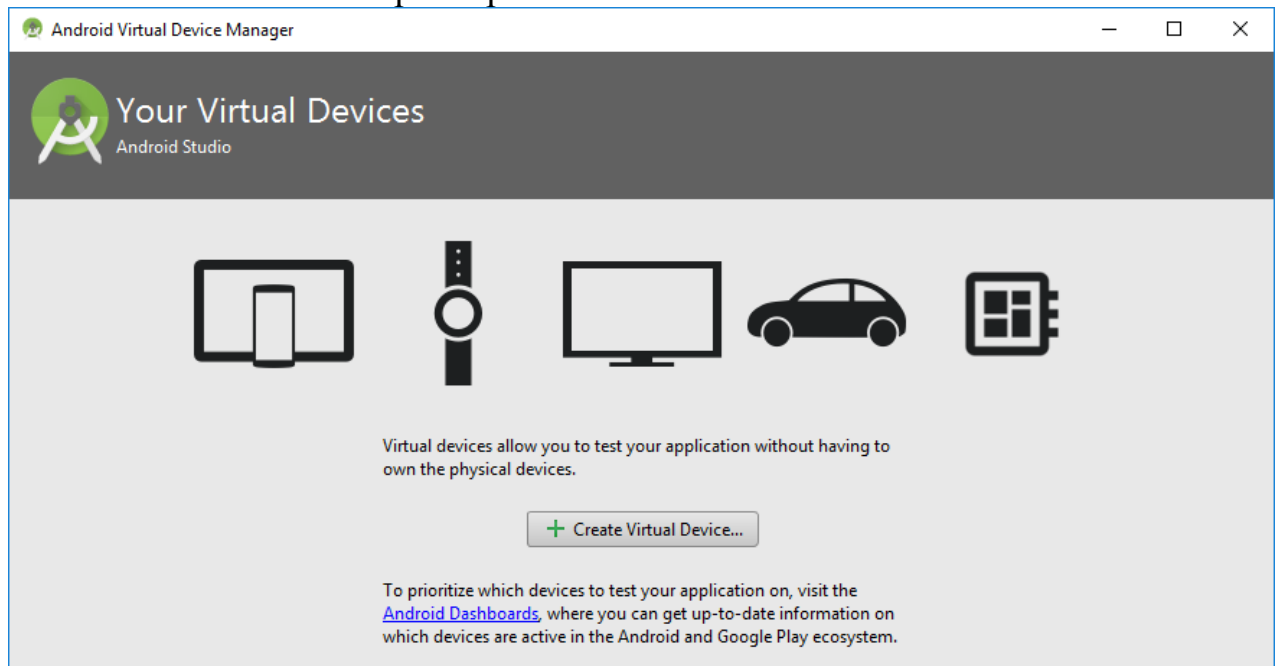 Android Virtual Device Manager
Your Virtual Devices
Android Studio
Virtual devices allow you to test your application without having to
own the physical devices.
Create Virtual Device...
To prioritize which devices to test your application on, visit the
Android Dashboards, where you can get up-to-date information on
which devices are active in the Android and Google Play ecosystem.